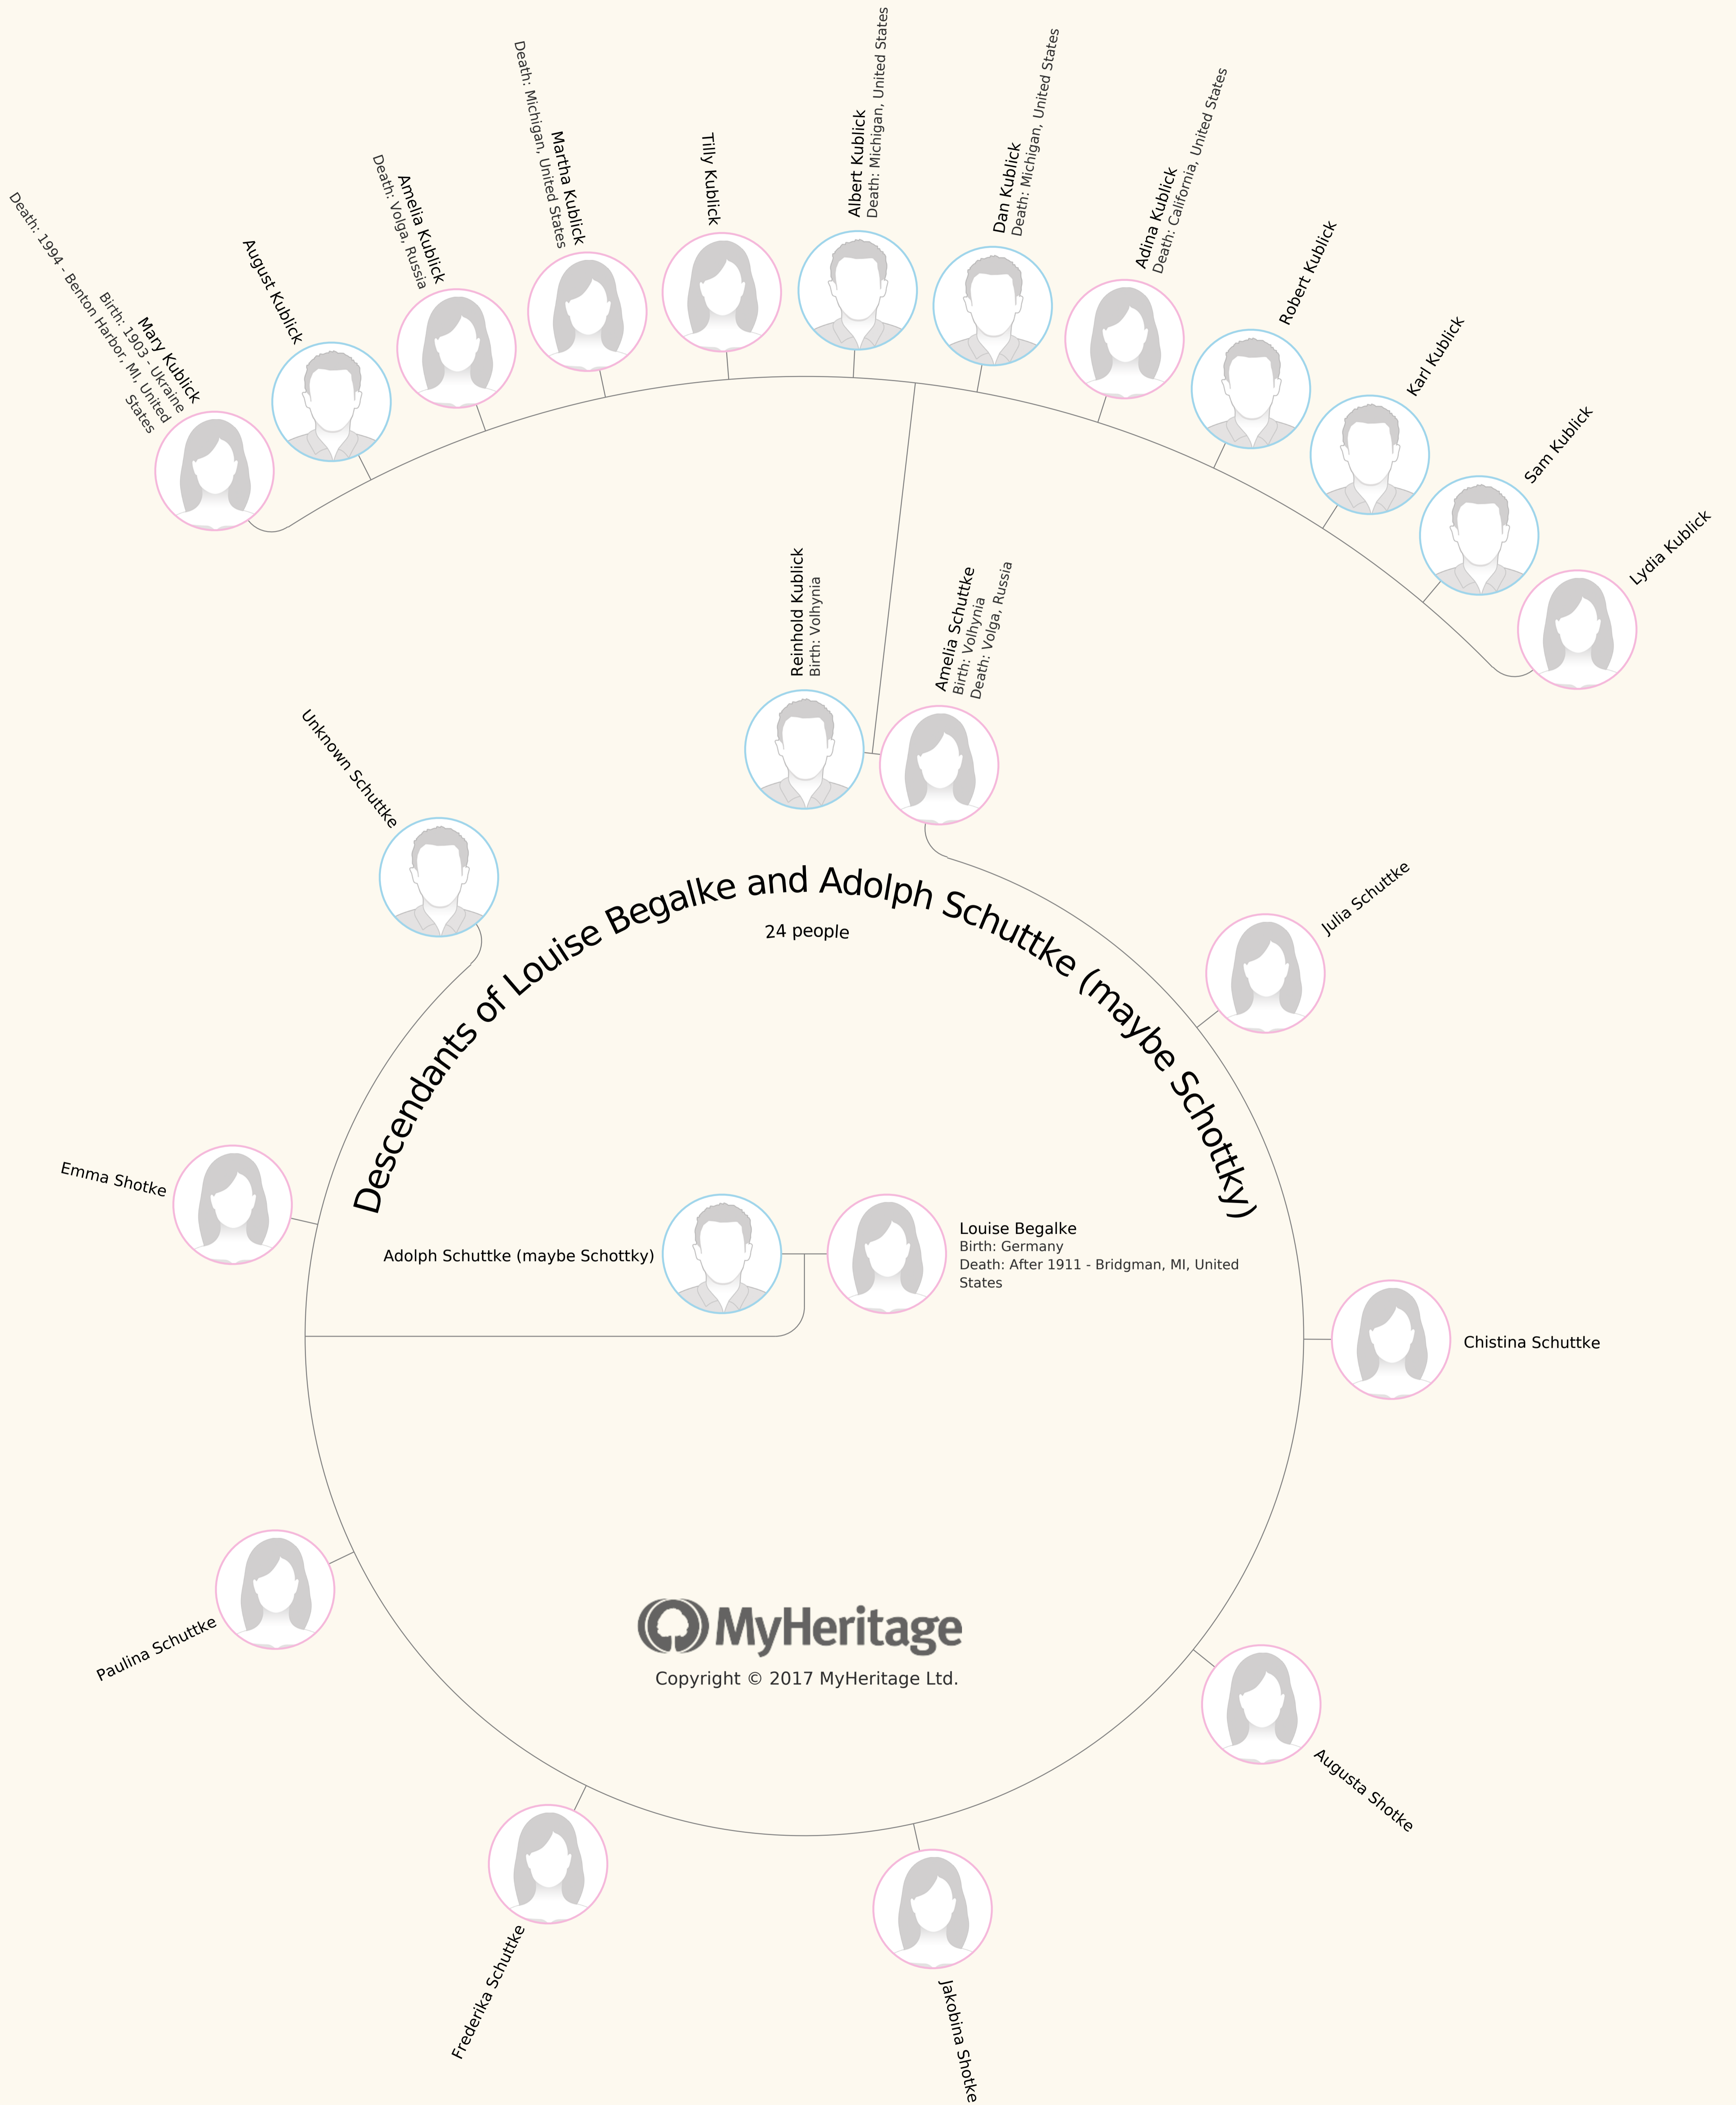 Mary Kublick
Birth: 1903 - Ukraine
Death: 1994 - Benton Harbor, MI, United
States
August Kublick
Amelia Kublick
Death: Volga, Russia
Martha Kublick
Death: Michigan, United States
Tilly Kublick
Albert Kublick
Death: Michigan, United States
Dan Kublick
Death: Michigan, United States
Adina Kublick
Death: California, United States
Robert Kublick
Karl Kublick
Sam Kublick
Lydia Kublick
Reinhold Kublick
Birth: Volhynia
Amelia Schuttke
Birth: Volhynia
Death: Volga, Russia
Unknown Schuttke
Julia Schuttke
Descendants of Louise Begalke and Adolph Schuttke (maybe Schottky)
24 people
Emma Shotke
Adolph Schuttke (maybe Schottky)
Louise Begalke
Birth: Germany
Death: After 1911 - Bridgman, MI, United
States
Chistina Schuttke
Paulina Schuttke
MyHeritage
Copyright © 2017 MyHeritage Ltd.
Augusta Shotke
Frederika Schuttke
Jakobina Shotke